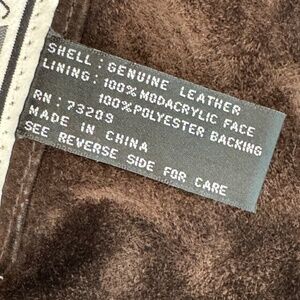 SHELL : GENUINE LEATHER
LINING : 100% MODACRYLIC FACE
100% POLYESTER BACKING
RN : 73209
MADE IN CHINA
SEE REVERSE SIDE FOR CARE